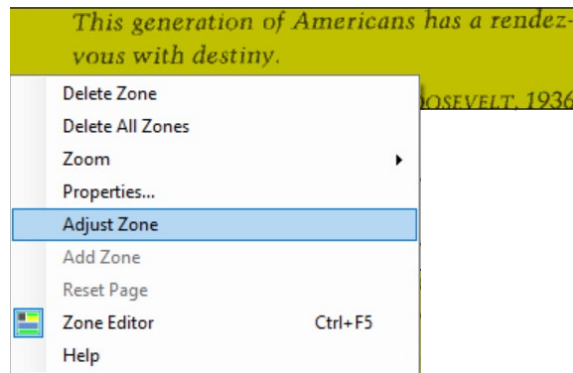 This generation of Americans has a rendez-
vous with destiny.
OOSEVELT, 1936
Delete Zone
Delete All Zones
Zoom
Properties...
Adjust Zone
Add Zone
Reset Page
Zone Editor Ctrl+F5
Help